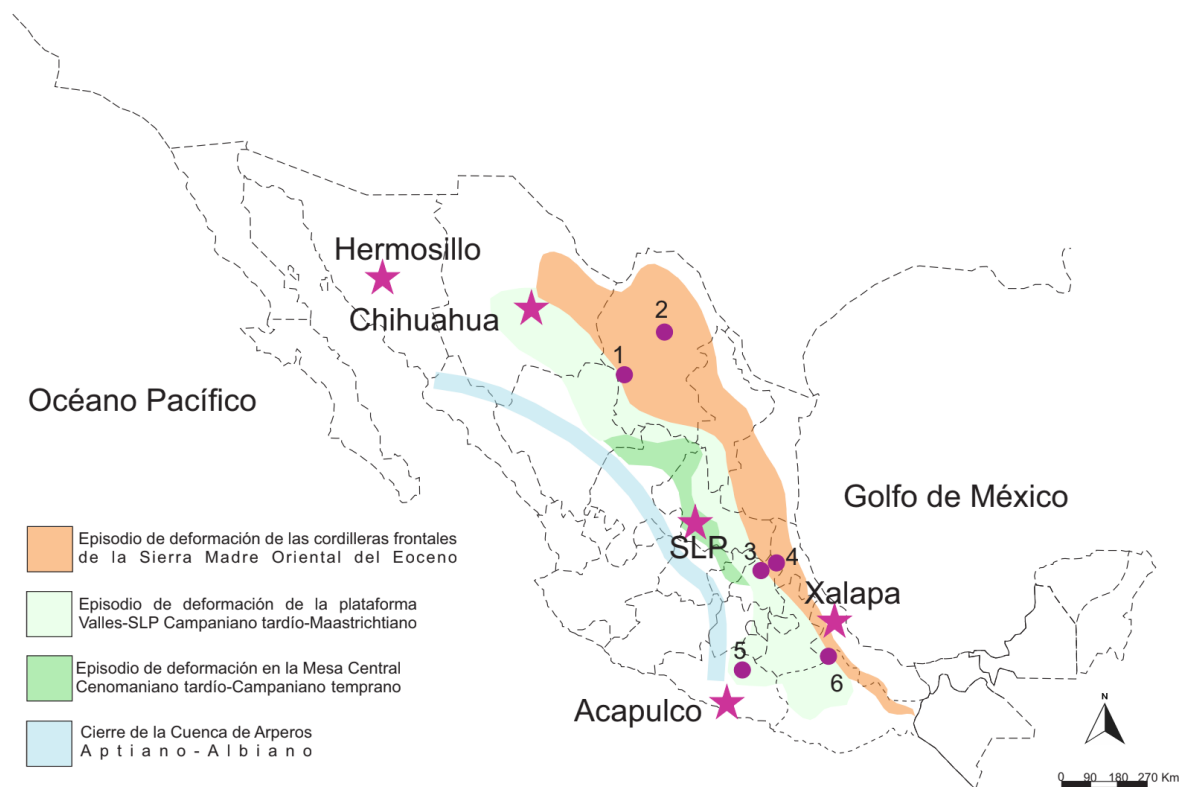 Hermosillo
Chihuahua
2
1
Océano Pacífico
Golfo de México
SLP
3
4
Xalapa
5
6
Acapulco
Episodio de deformación de las cordilleras frontales
de la Sierra Madre Oriental del Eoceno
Episodio de deformación de la plataforma
Valles-SLP Campaniano tardío-Maastrichtiano
Episodio de deformación en la Mesa Central
Cenomaniano tardío-Campaniano temprano
Cierre de la Cuenca de Arperos
Aptiano-Albiano
N
0 90 180 270 Km